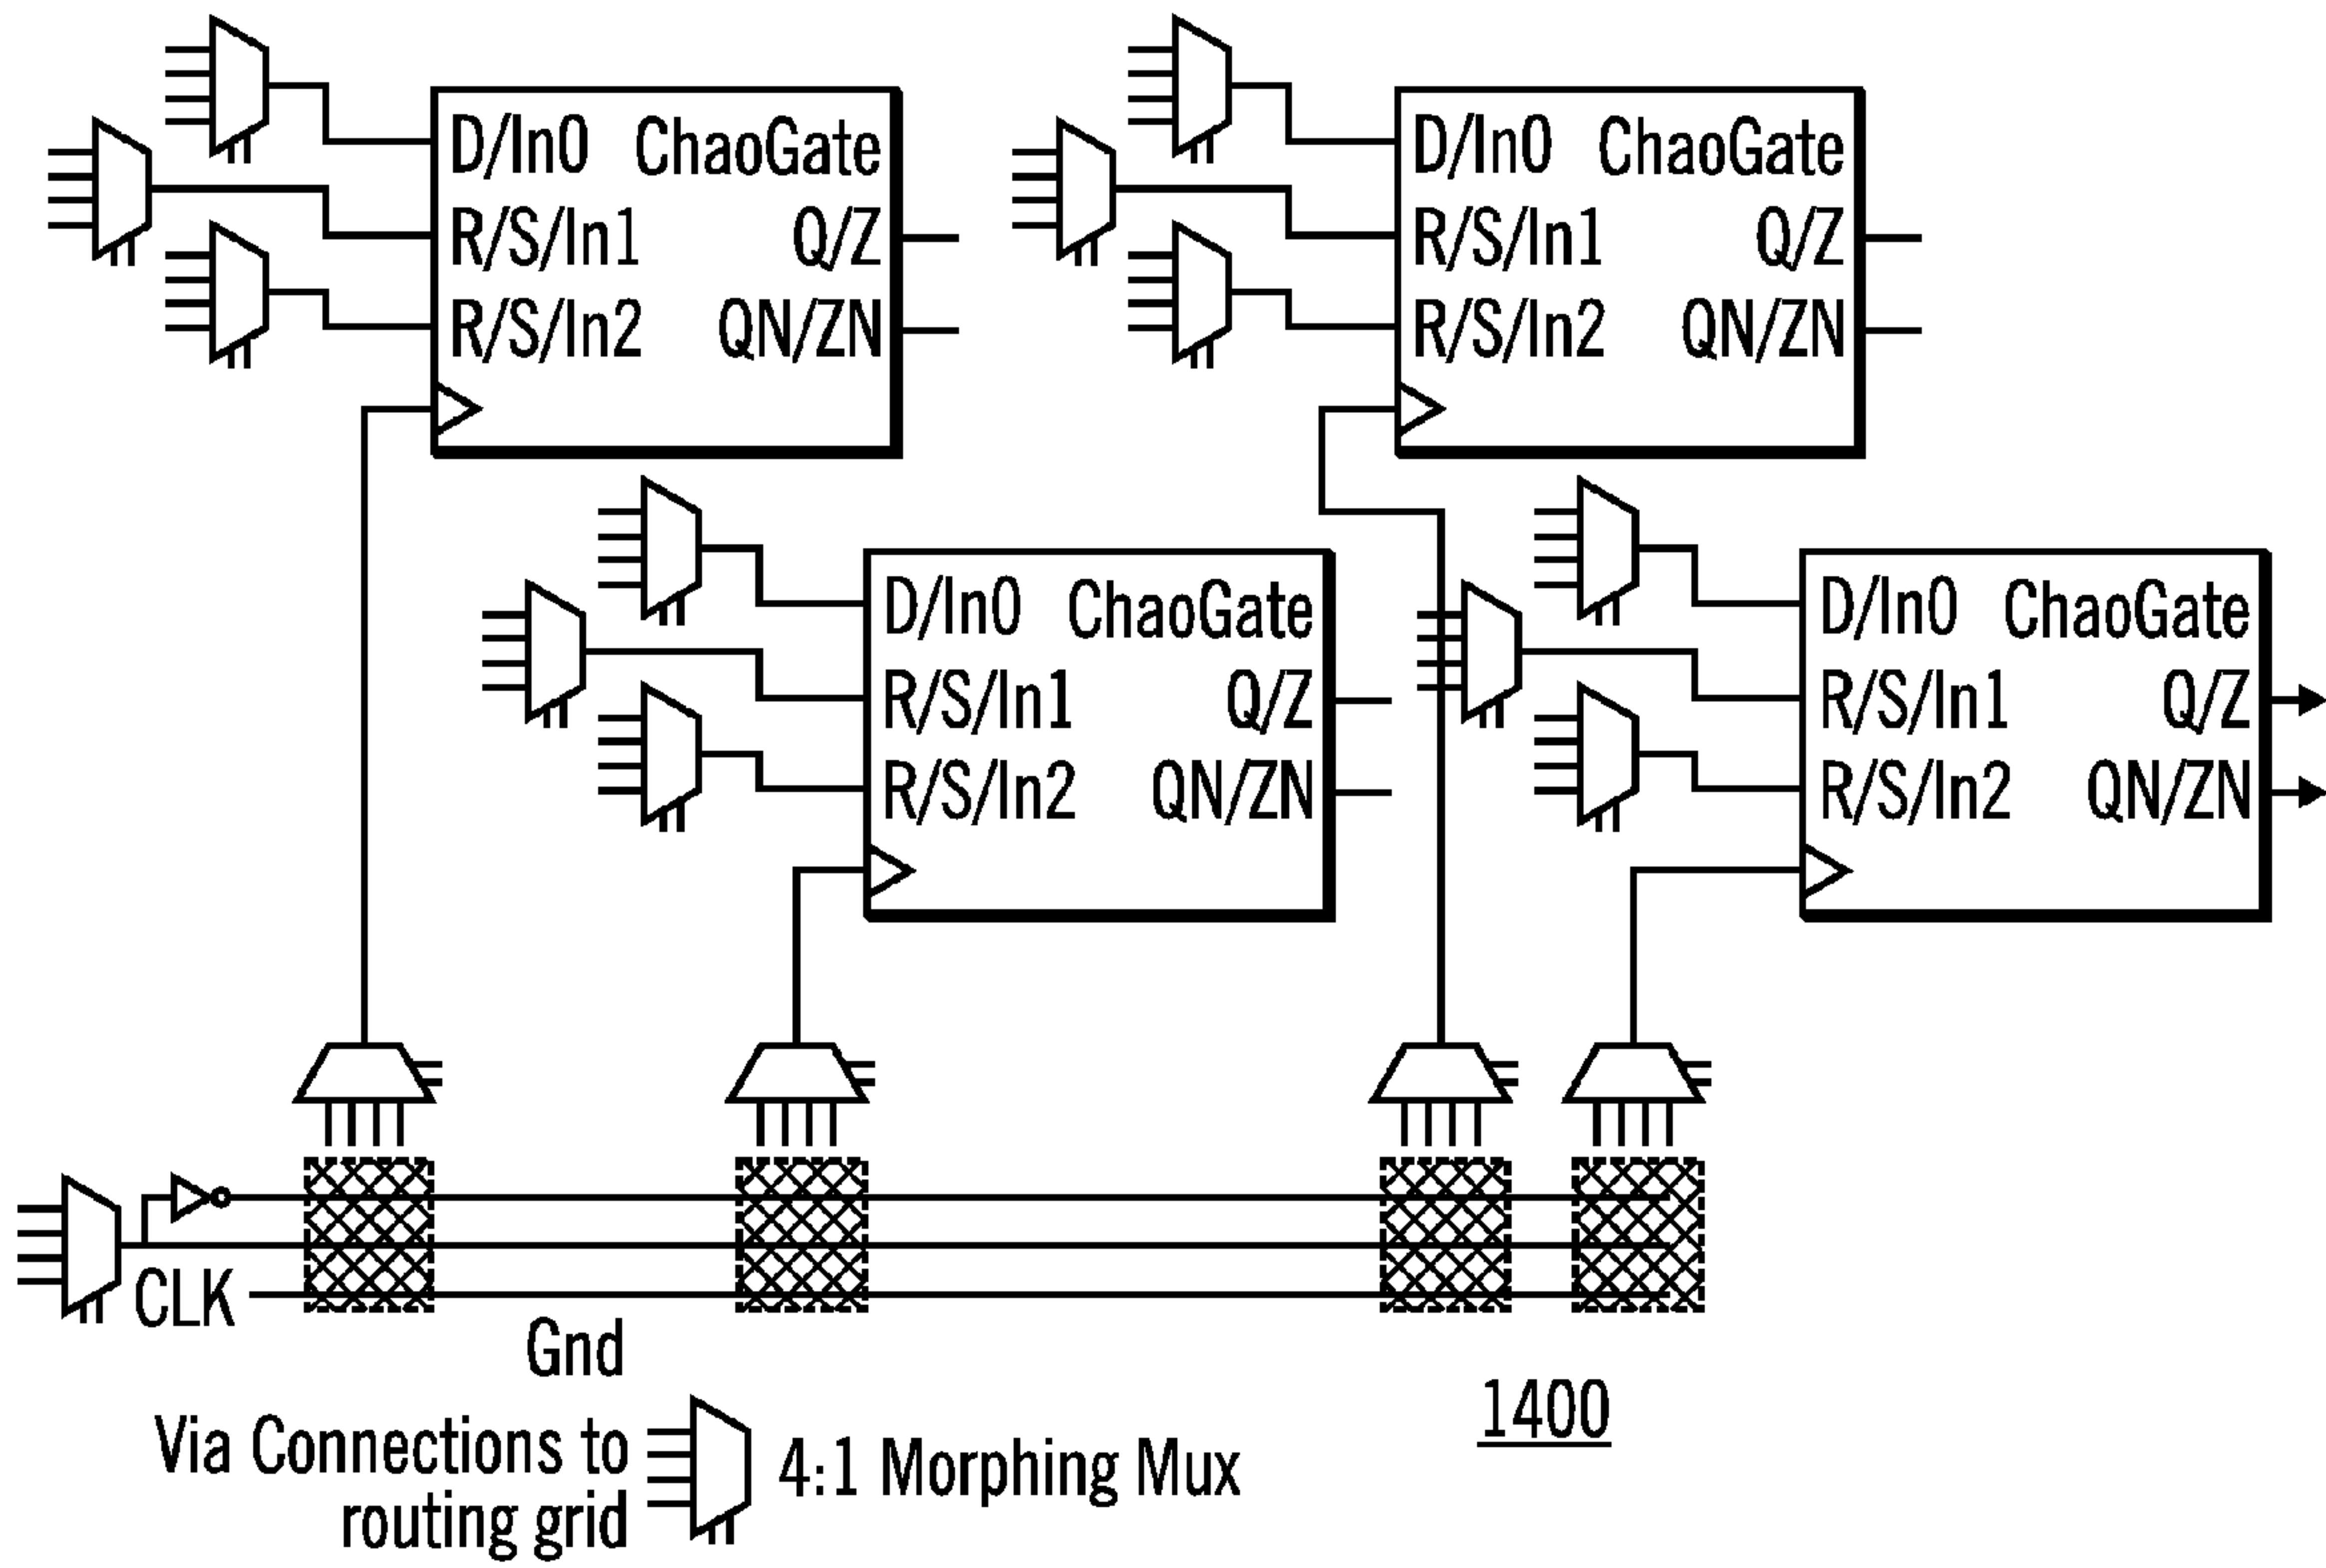 D/In0 ChaoGate
R/S/In1 Q/Z
R/S/In2 QN/ZN
D/In0 ChaoGate
R/S/In1 Q/Z
R/S/In2 QN/ZN
D/In0 ChaoGate
R/S/In1 Q/Z
R/S/In2 QN/ZN
D/In0 ChaoGate
R/S/In1 Q/Z
R/S/In2 QN/ZN
CLK
Gnd
Via Connections to
routing grid
4:1 Morphing Mux
1400